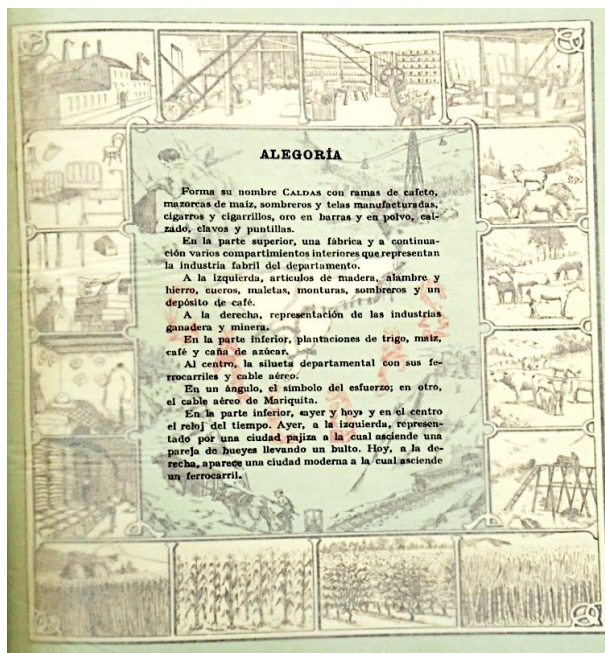 ALEGORÍA
Forma su nombre CALDAS con ramas de cafeto,
mazorcas de maíz, sombreros y telas manufacturadas,
cigarros y cigarrillos, oro en barras y en polvo, cal-
zado, clavos y puntillas.
En la parte superior, una fábrica y a continua-
ción varios compartimientos interiores que representan
la industria fabril del departamento.
A la izquierda, artículos de madera, alambre y
hierro, cueros, maletas, monturas, sombreros y un
depósito de café.
A la derecha, representación de las industrias
ganadera y minera.
En la parte inferior, plantaciones de trigo, maíz,
café y caña de azúcar.
Al centro, la silueta departamental con sus fe-
rrocarriles y cable aéreo.
En un ángulo, el símbolo del esfuerzo; en otro,
el cable aéreo de Mariquita.
En la parte inferior, «ayer y hoy» y en el centro
el reloj del tiempo. Ayer, a la izquierda, represen-
tado por una ciudad pajiza a la cual asciende una
pareja de bueyes llevando un bulto. Hoy, a la de-
recha, aparece una ciudad moderna a la cual asciende
un ferrocarril.